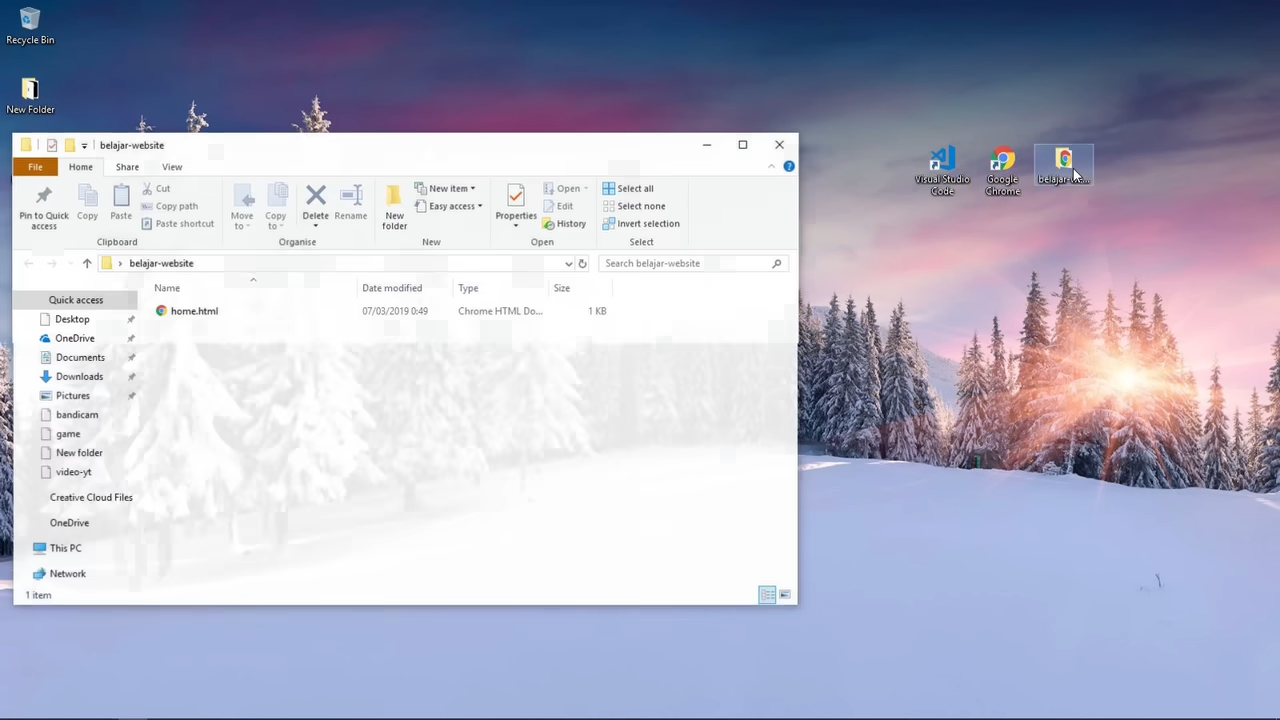 Recycle Bin
New Folder
belajar-website
File Home Share View
Pin to Quick access
Copy
Paste
Cut
Copy path
Paste shortcut
Clipboard
Move to
Copy to
Delete
Rename
Organise
New folder
New item
Easy access
New
Properties
Open
Edit
History
Open
Select all
Select none
Invert selection
Select
belajar-website
Search belajar-website
Name Date modified Type Size
home.html 07/03/2019 0:49 Chrome HTML Do... 1 KB
Quick access
Desktop
OneDrive
Documents
Downloads
Pictures
bandicam
game
New folder
video-yt
Creative Cloud Files
OneDrive
This PC
Network
1 item
Visual Studio
Code
Google
Chrome